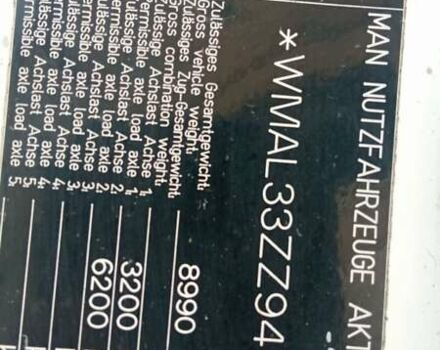 MAN NUTZFAHRZEUGE AKT
*WMAL33ZZ94
Zulässiges Gesamtgewicht,
Gross vehicle weight,
8990
Zulässiges Zug-Gesamtgewicht,
Gross combination weight,
Zulässige Achslast Achse 1,
Permissible axle load axle 1,
3200
Zulässige Achslast Achse 2,
Permissible axle load axle 2,
6200
Zulässige Achslast Achse 3,
Permissible axle load axle 3,
Zulässige Achslast Achse 4,
Permissible axle load axle 4,
Zulässige Achslast Achse 5,
Permissible axle load axle 5